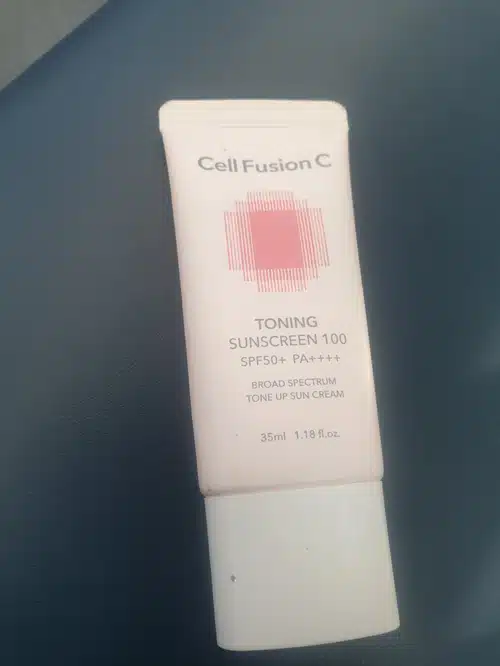 Cell Fusion C
TONING
SUNSCREEN 100
SPF50+ PA++++
BROAD SPECTRUM
TONE UP SUN CREAM
35ml 1.18 fl.oz.